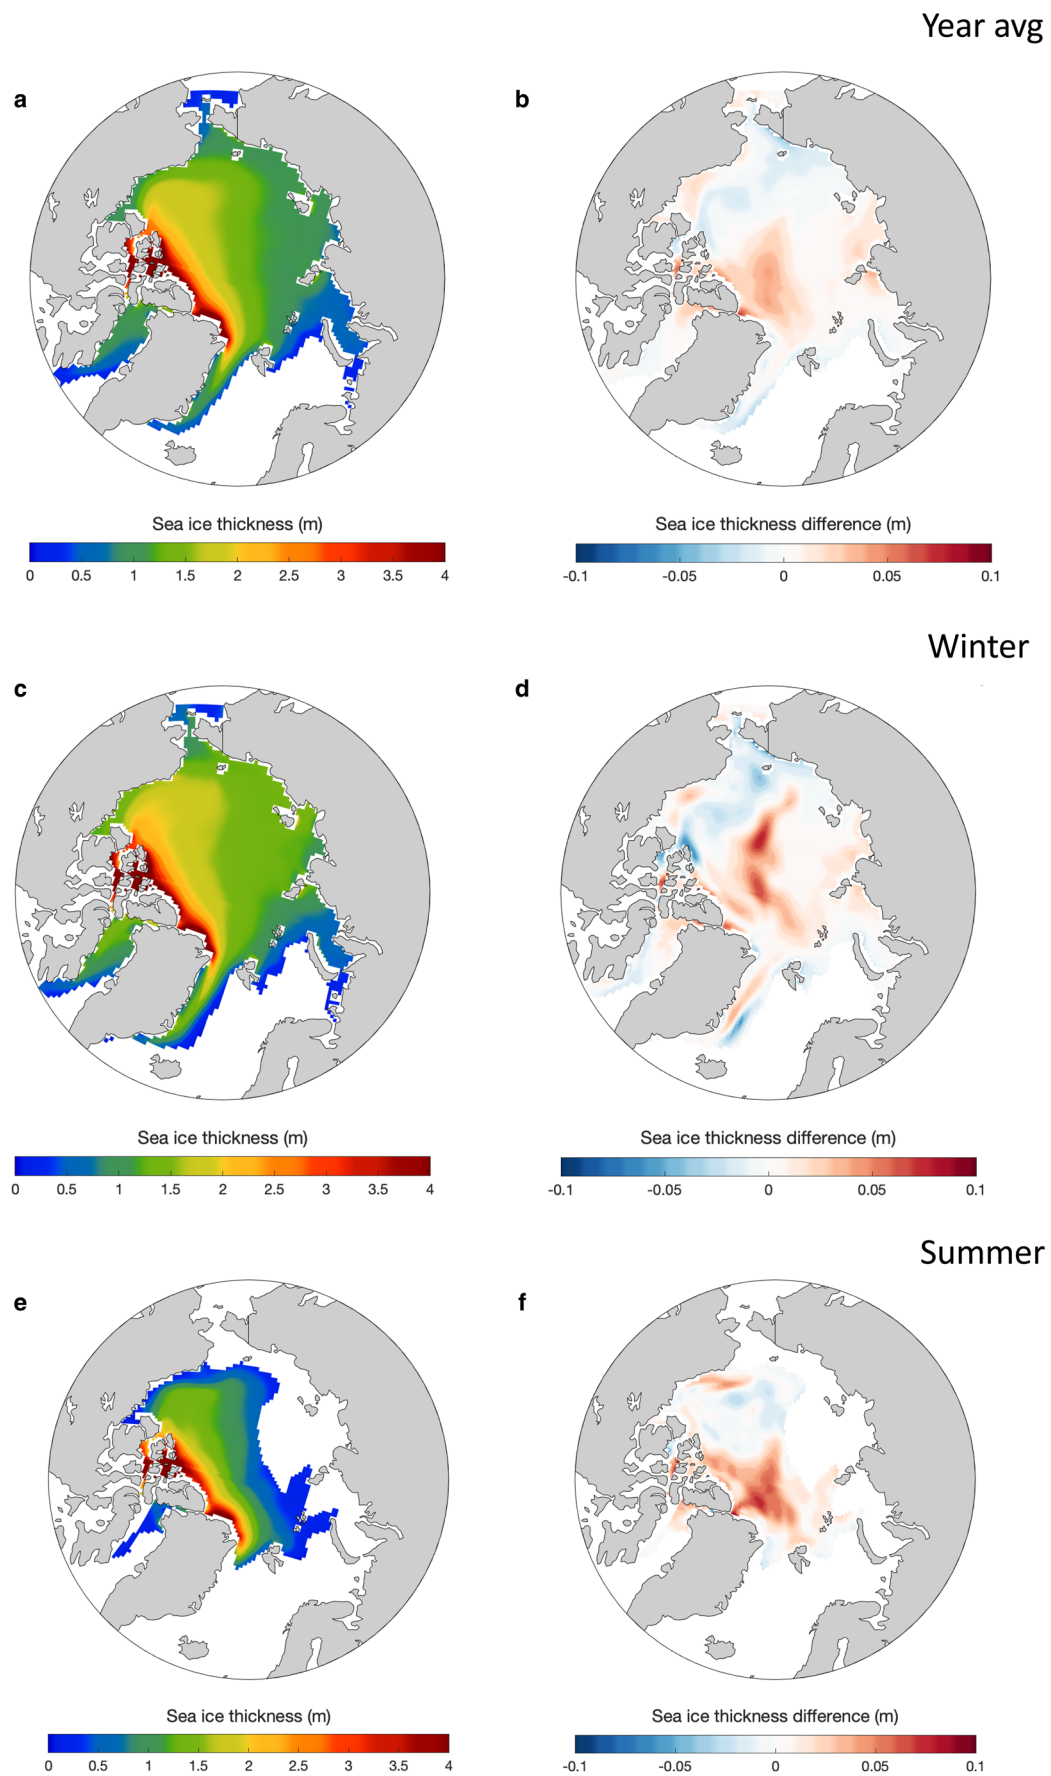 Year avg
a
b
Sea ice thickness (m)
0 0.5 1 1.5 2 2.5 3 3.5 4
Sea ice thickness difference (m)
-0.1 -0.05 0 0.05 0.1
Winter
c
d
Sea ice thickness (m)
0 0.5 1 1.5 2 2.5 3 3.5 4
Sea ice thickness difference (m)
-0.1 -0.05 0 0.05 0.1
Summer
e
f
Sea ice thickness (m)
0 0.5 1 1.5 2 2.5 3 3.5 4
Sea ice thickness difference (m)
-0.1 -0.05 0 0.05 0.1